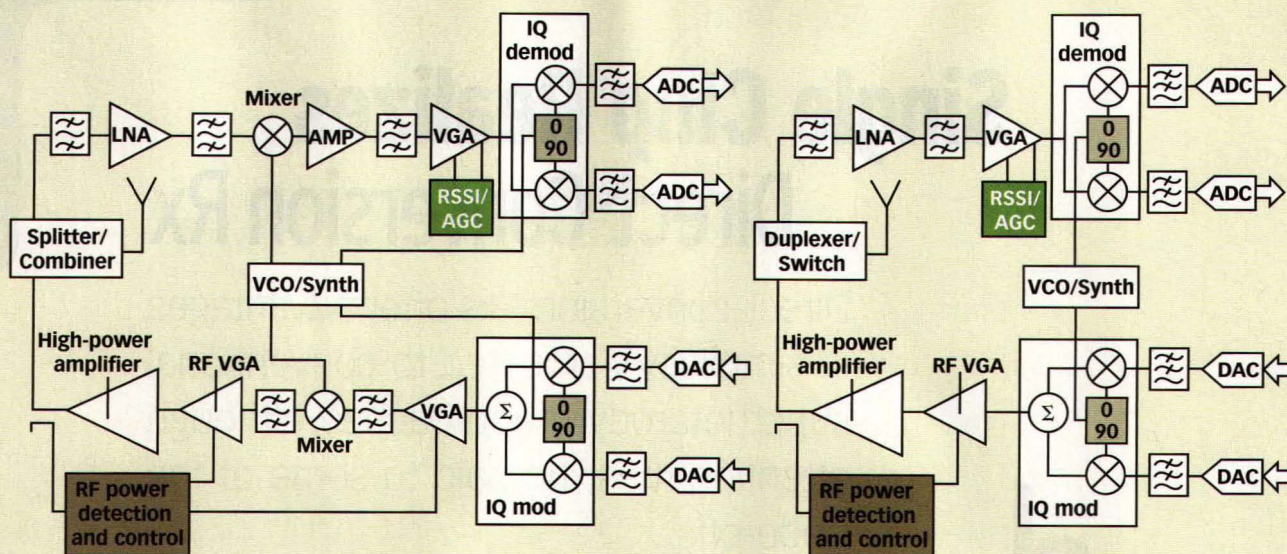 IQ
demod
ADC
Mixer
LNA
AMP
VGA
0
90
RSSI/
AGC
ADC
Splitter/
Combiner
VCO/Synth
High-power
amplifier
RF VGA
Mixer
VGA
Σ
0
90
DAC
DAC
IQ mod
RF power
detection
and control
IQ
demod
ADC
LNA
VGA
0
90
RSSI/
AGC
ADC
Duplexer/
Switch
VCO/Synth
High-power
amplifier
RF VGA
Σ
0
90
DAC
DAC
IQ mod
RF power
detection
and control